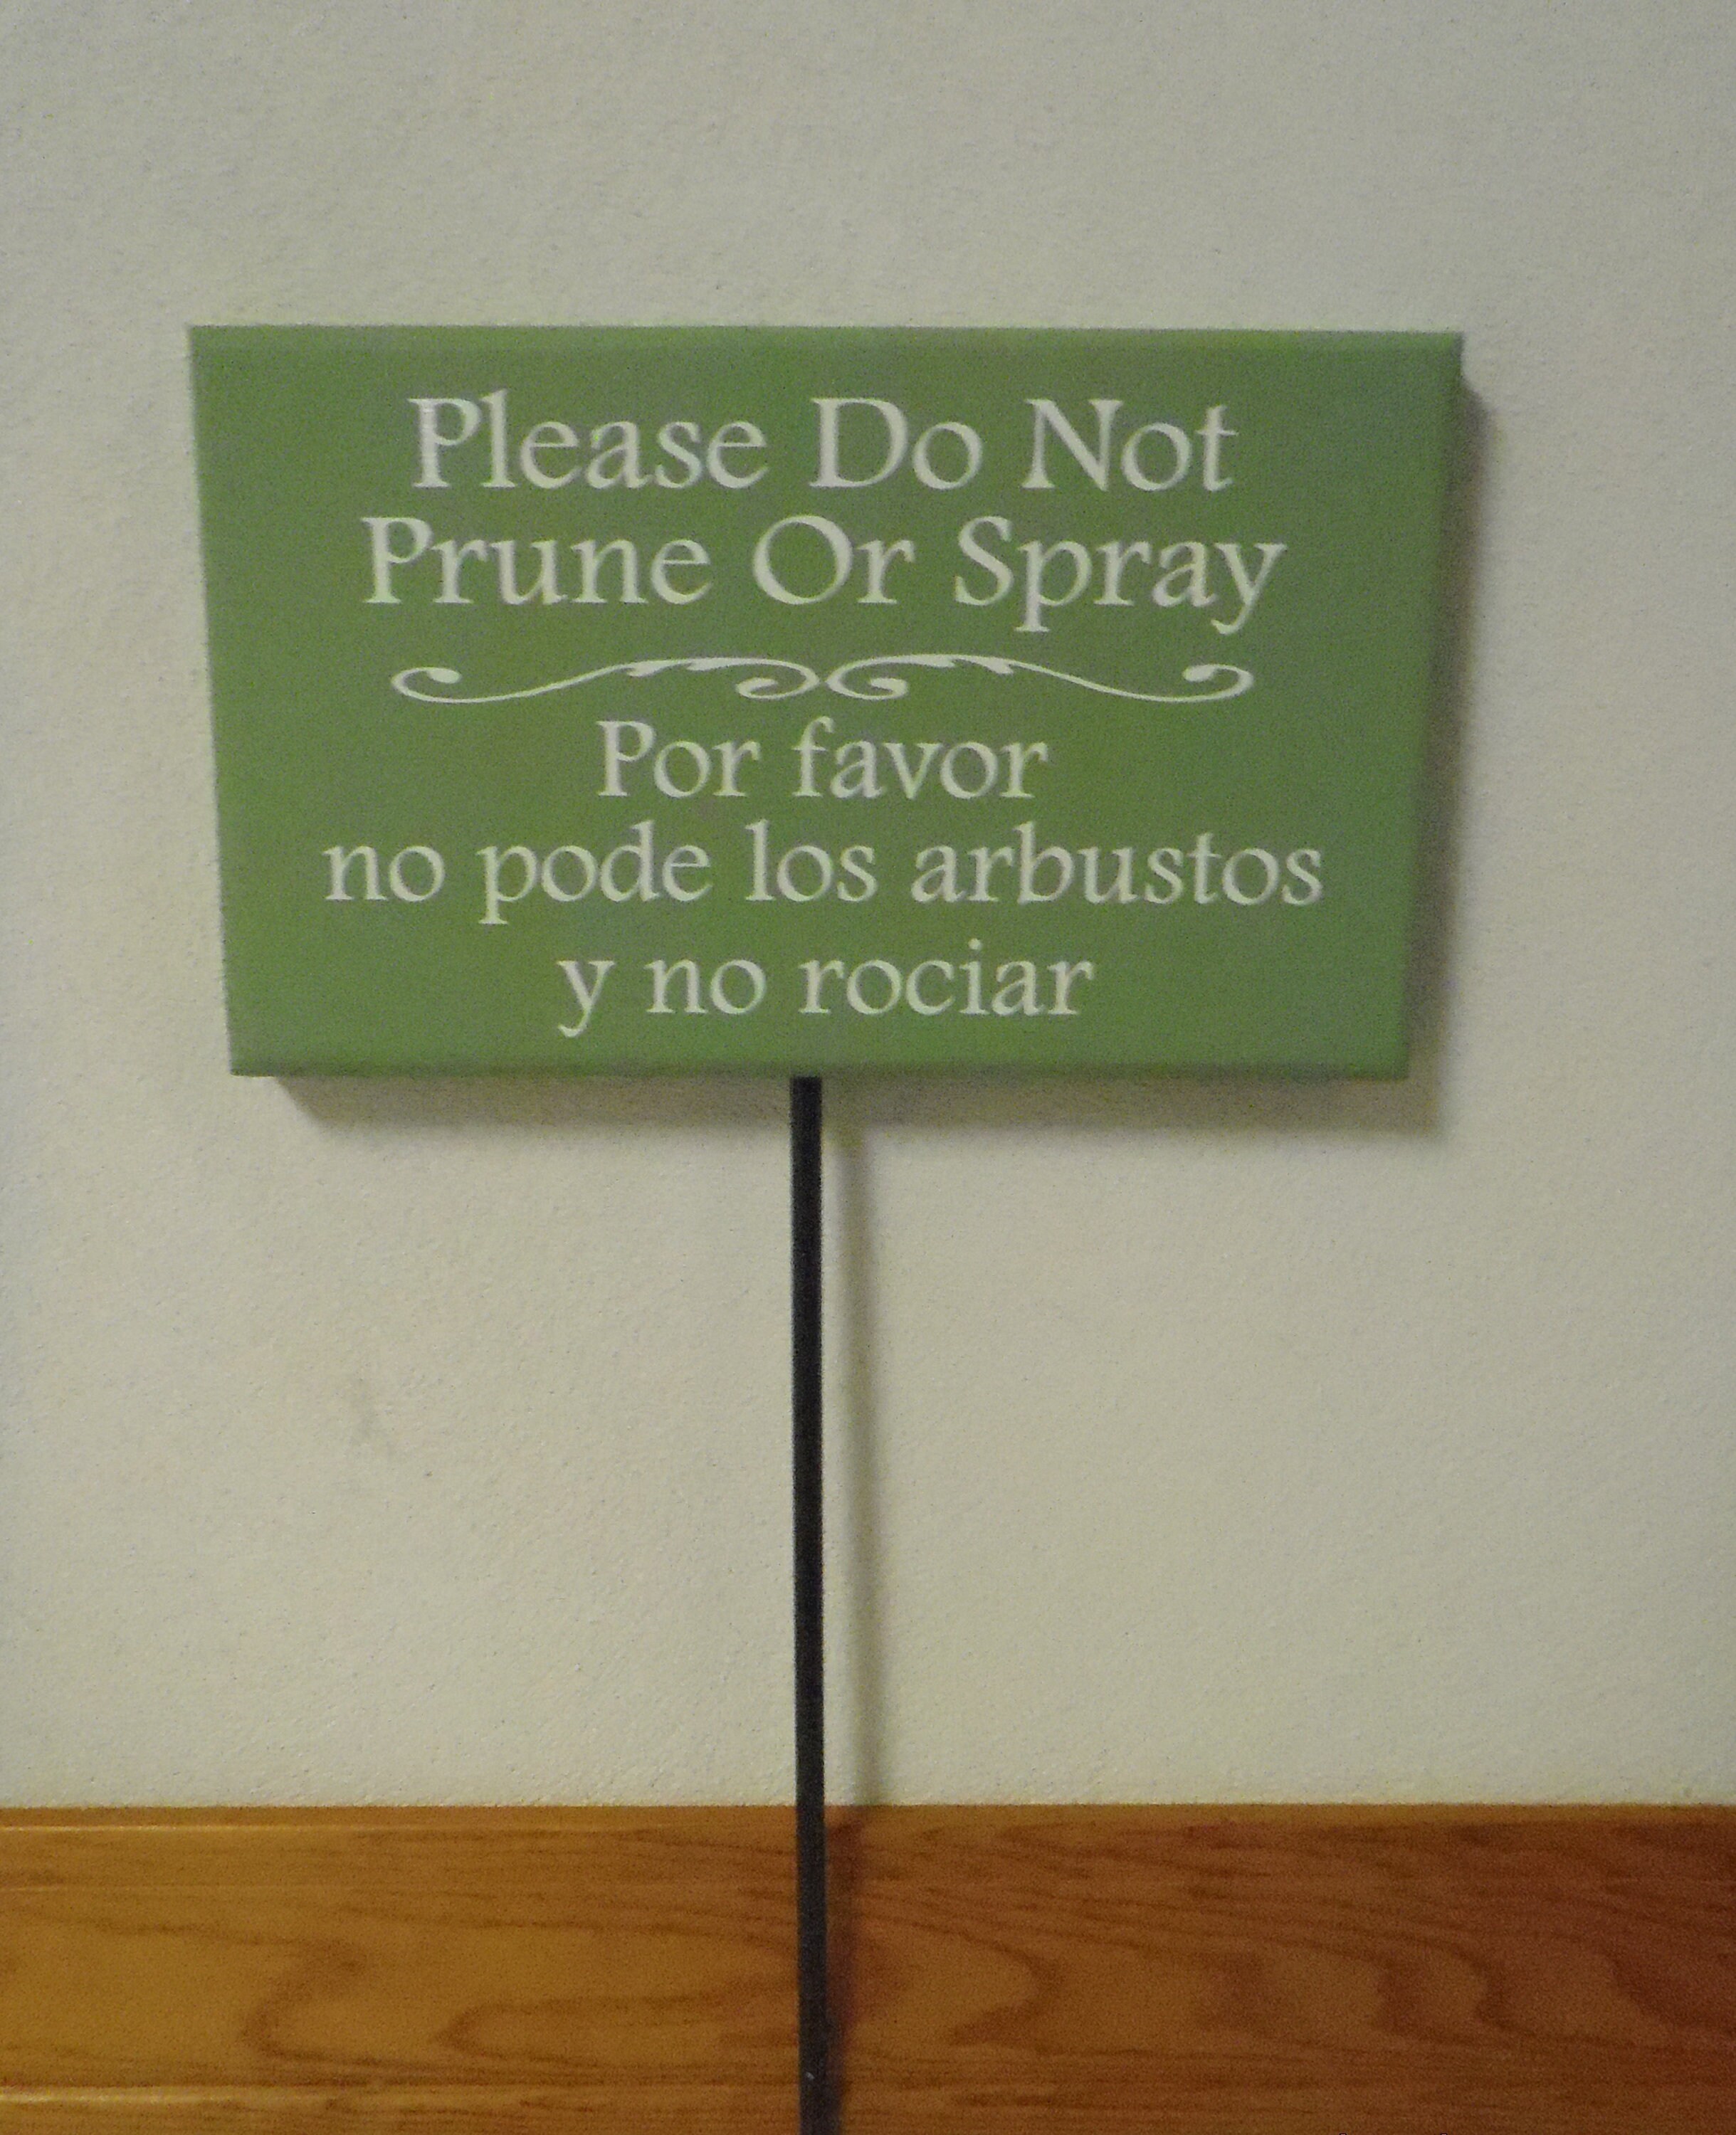 Please Do Not
Prune Or Spray
Por favor
no pode los arbustos
y no rociar